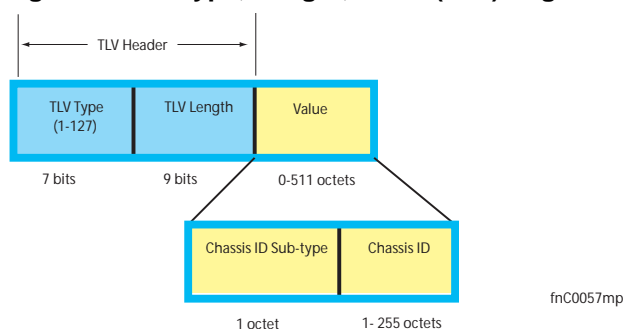 TLV Header
TLV Type TLV Length Value
(1-127)
7 bits 9 bits 0-511 octets
Chassis ID Sub-type Chassis ID
fnC0057mp
1 octet 1- 255 octets